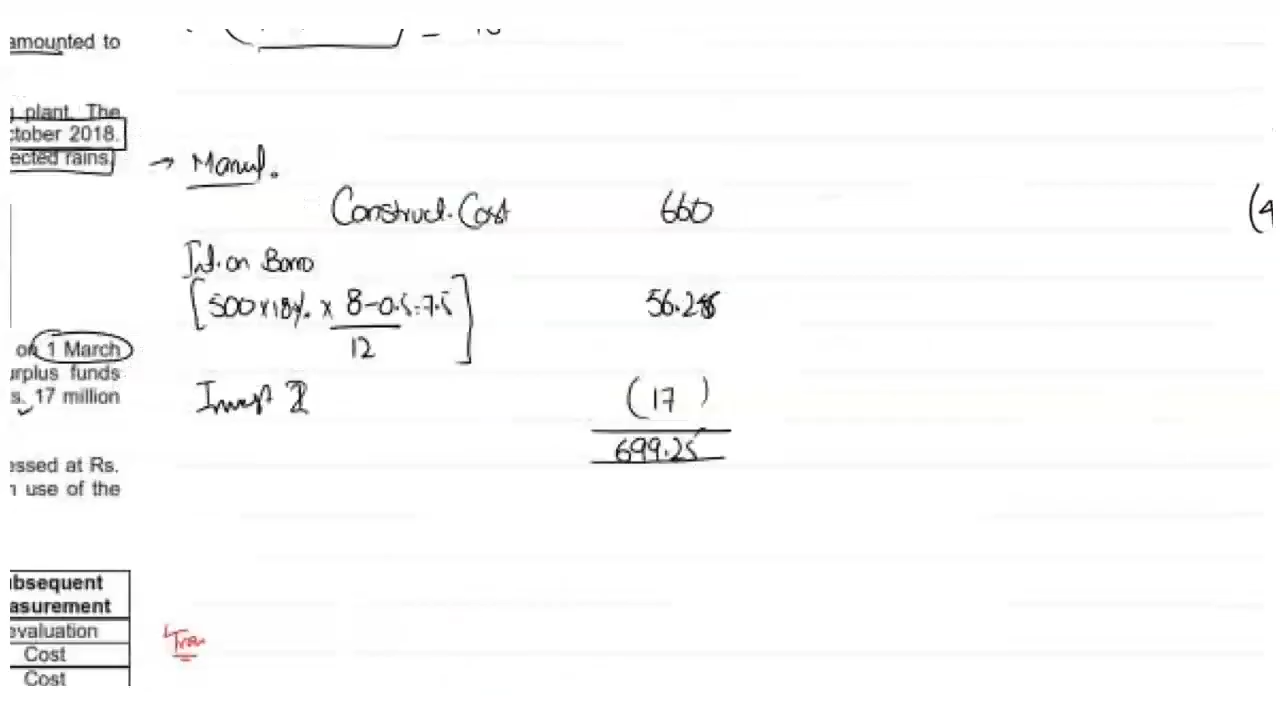 amounted to
plant. The
ctober 2018.
ected rains.
→ Manuf.
Construct. Cost 660
Int. on Borro
[500 x 18% x 8-0.5=7.5 56.25
12
on 1 March
urplus funds
s. 17 million
(17)
699.25
essed at Rs.
n use of the
bsequent
asurement
evaluation
Cost
Cost
(4